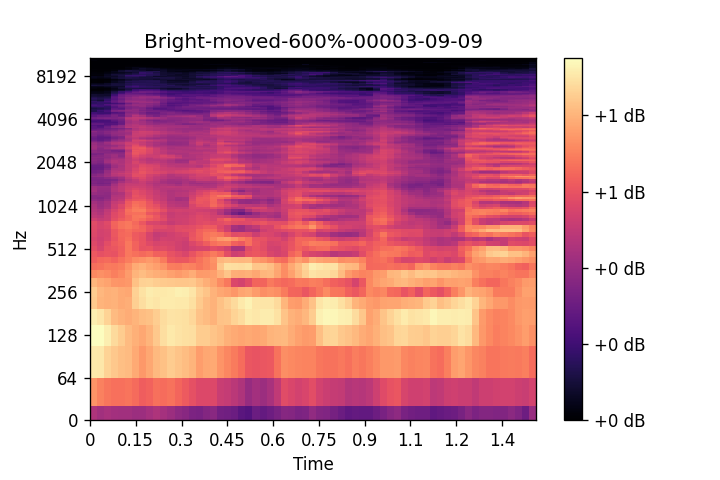 Bright-moved-600%-00003-09-09
Hz
8192
4096
2048
1024
512
256
128
64
0
0 0.15 0.3 0.45 0.6 0.75 0.9 1.1 1.2 1.4
Time
+1 dB
+1 dB
+0 dB
+0 dB
+0 dB